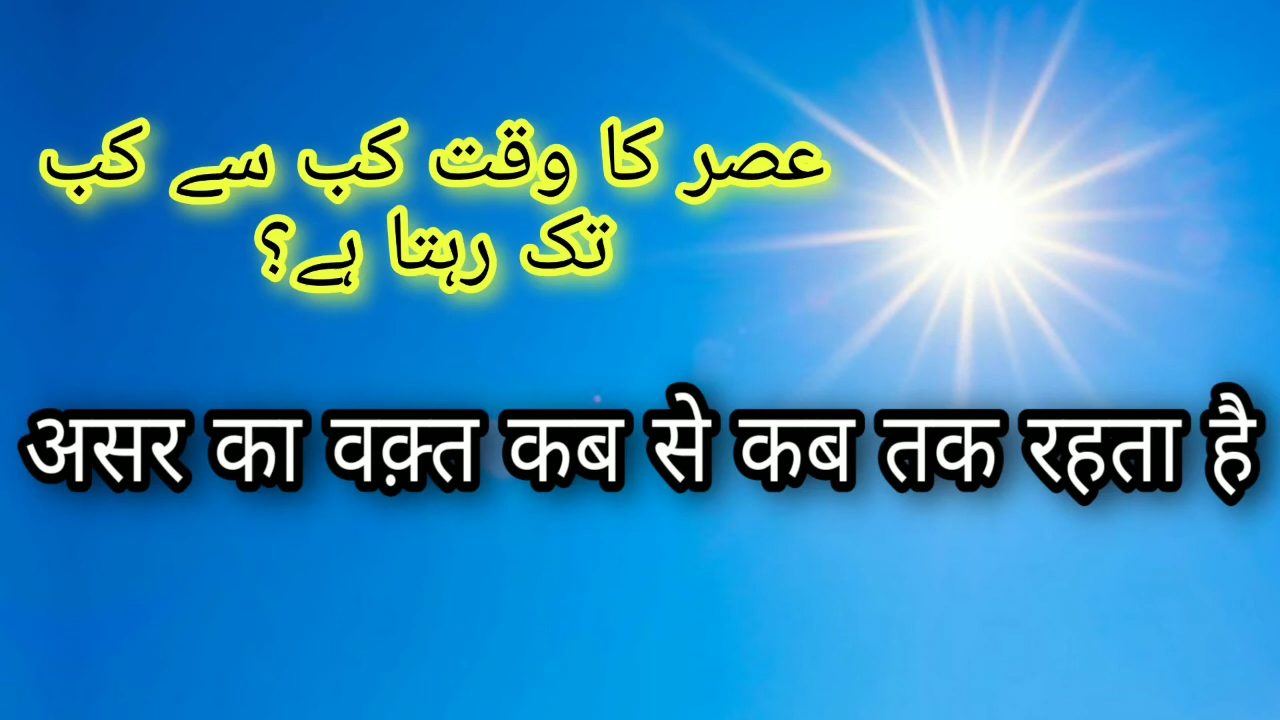 عصر کا وقت کب سے کب
تک رہتا ہے؟
असर का वक़्त कब से कब तक रहता है